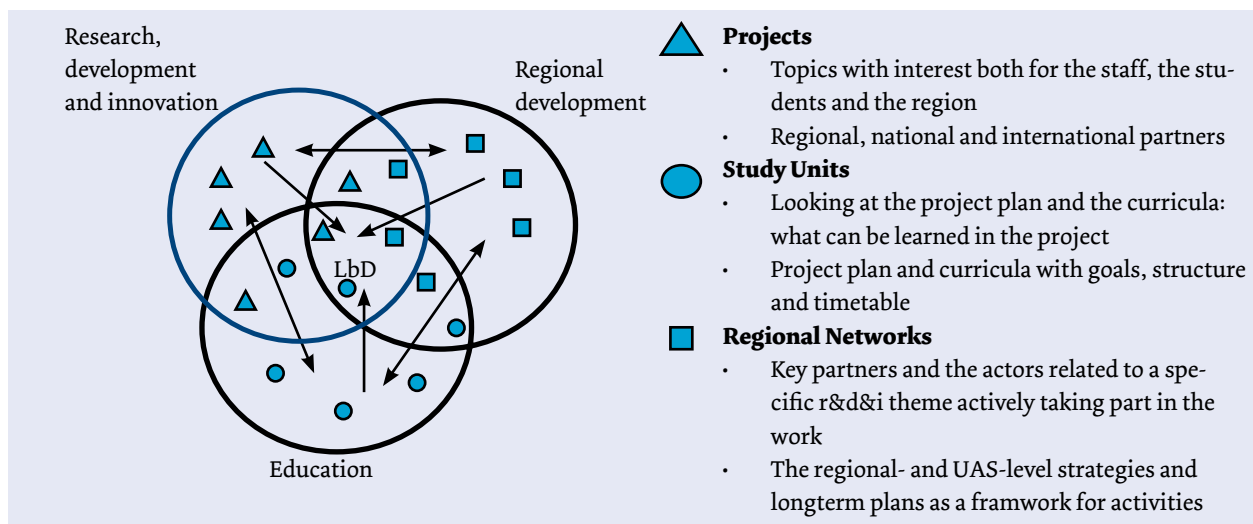 Research,
development
and innovation
Regional
development
LbD
Education
Projects
• Topics with interest both for the staff, the stu-
dents and the region
• Regional, national and international partners
Study Units
• Looking at the project plan and the curricula:
what can be learned in the project
• Project plan and curricula with goals, structure
and timetable
Regional Networks
• Key partners and the actors related to a spe-
cific r&d&i theme actively taking part in the
work
• The regional- and UAS-level strategies and
longterm plans as a framwork for activities